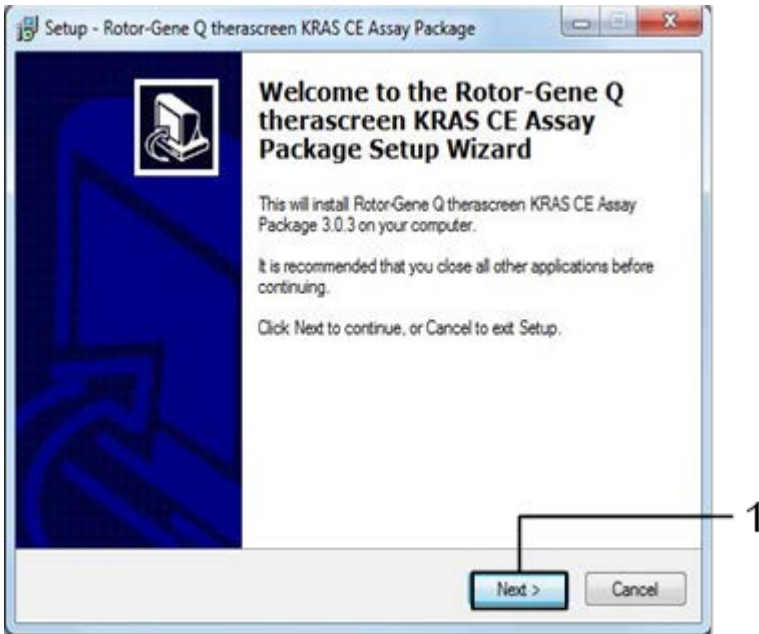 Setup - Rotor-Gene Q therascreen KRAS CE Assay Package
Welcome to the Rotor-Gene Q
therascreen KRAS CE Assay
Package Setup Wizard
This will install Rotor-Gene Q therascreen KRAS CE Assay
Package 3.0.3 on your computer.
It is recommended that you close all other applications before
continuing.
Click Next to continue, or Cancel to exit Setup.
1
Next >
Cancel